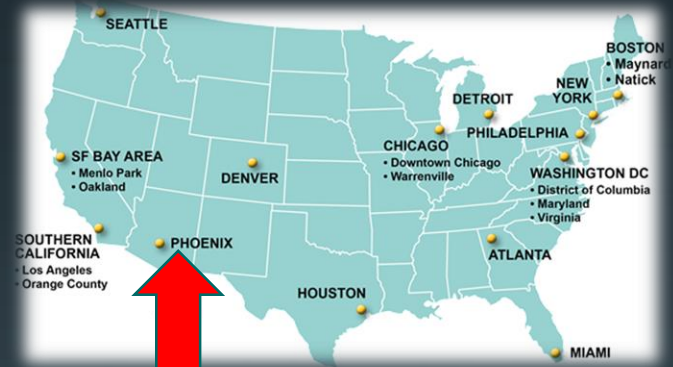 SEATTLE
BOSTON
• Maynard
• Natick
NEW
YORK
DETROIT
PHILADELPHIA
CHICAGO
• Downtown Chicago
• Warrenville
SF BAY AREA
• Menlo Park
• Oakland
DENVER
WASHINGTON DC
• District of Columbia
• Maryland
• Virginia
SOUTHERN
CALIFORNIA
• Los Angeles
• Orange County
PHOENIX
ATLANTA
HOUSTON
MIAMI